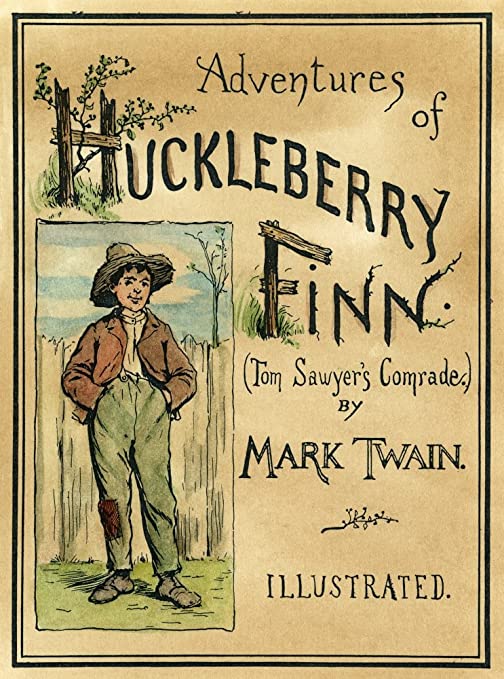 Adventures
of
HUCKLEBERRY
FINN.
(Tom Sawyer's Comrade.)
BY
MARK TWAIN.
ILLUSTRATED.